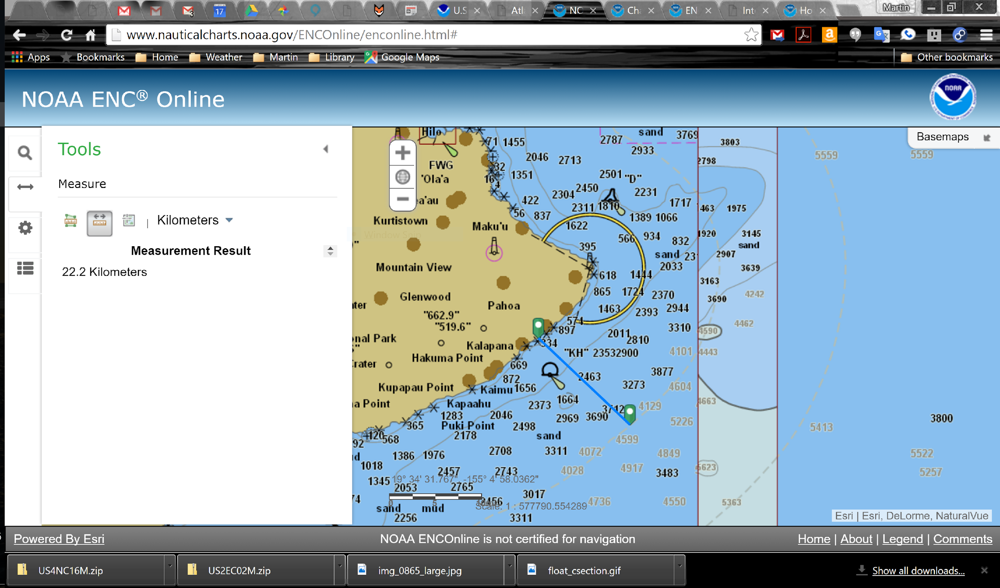 3
17
U.S
Atl
NC
Ch
EN
Int
Ho
Martin
www.nauticalcharts.noaa.gov/ENCOnline/enconline.html#
Apps
Bookmarks
Home
Weather
Martin
Library
Google Maps
Other bookmarks
NOAA ENC® Online
NOAA
Tools
Measure
Kilometers
Measurement Result
22.2 Kilometers
Basemaps
Hilo
71 1455
2787
sand
3769
3803
2933
5559
5559
2046
2713
2798
FWG
32
'Ola'a
16
4
1351
2501 "D"
2450
2304
2231
ea'au
422
2311 1810
1717
463
1975
56
837
1389 1066
Kurtistown
Maku'u
1622
Window Snip
566
934
832
1920
3145
395
sand
sand
2907
Mountain View
2033
3639
618
1444
3163
865
1724
2370
4242
Glenwood
3690
ter
Pahoa
1463
2393
2944
"662.9"
"519.6"
574
897
2011
3310
4462
4590
nal Park
2810
Kalapana
334
"KH" 23532900
4101
4443
Hakuma Point
rater
669
872
2463
3877
Kupapau Point
Kaimu
1656
3273
4604
a Point
Kapaahu
2373
1664
3712
4129
4663
1283
2046
2969
3690
5226
3800
365
Puki Point
2498
5413
120
568
2178
sand
4599
92
1386
1976
2708
3311
4072
4849
5522
1018
2457
2743
4028
4917
3483
5623
5257
1345
19° 34' 31.767", -155° 4' 58.0362"
2053
2765
3017
74
0
5
2456
Scale: 1 : 577790.554289
4736
4550
5363
sand
mud
2256
3311
Esri | Esri, DeLorme, NaturalVue
Powered By Esri
NOAA ENCOnline is not certified for navigation
Home | About | Legend | Comments
US4NC16M.zip
US2EC02M.zip
img_0865_large.jpg
float_csection.gif
Show all downloads...